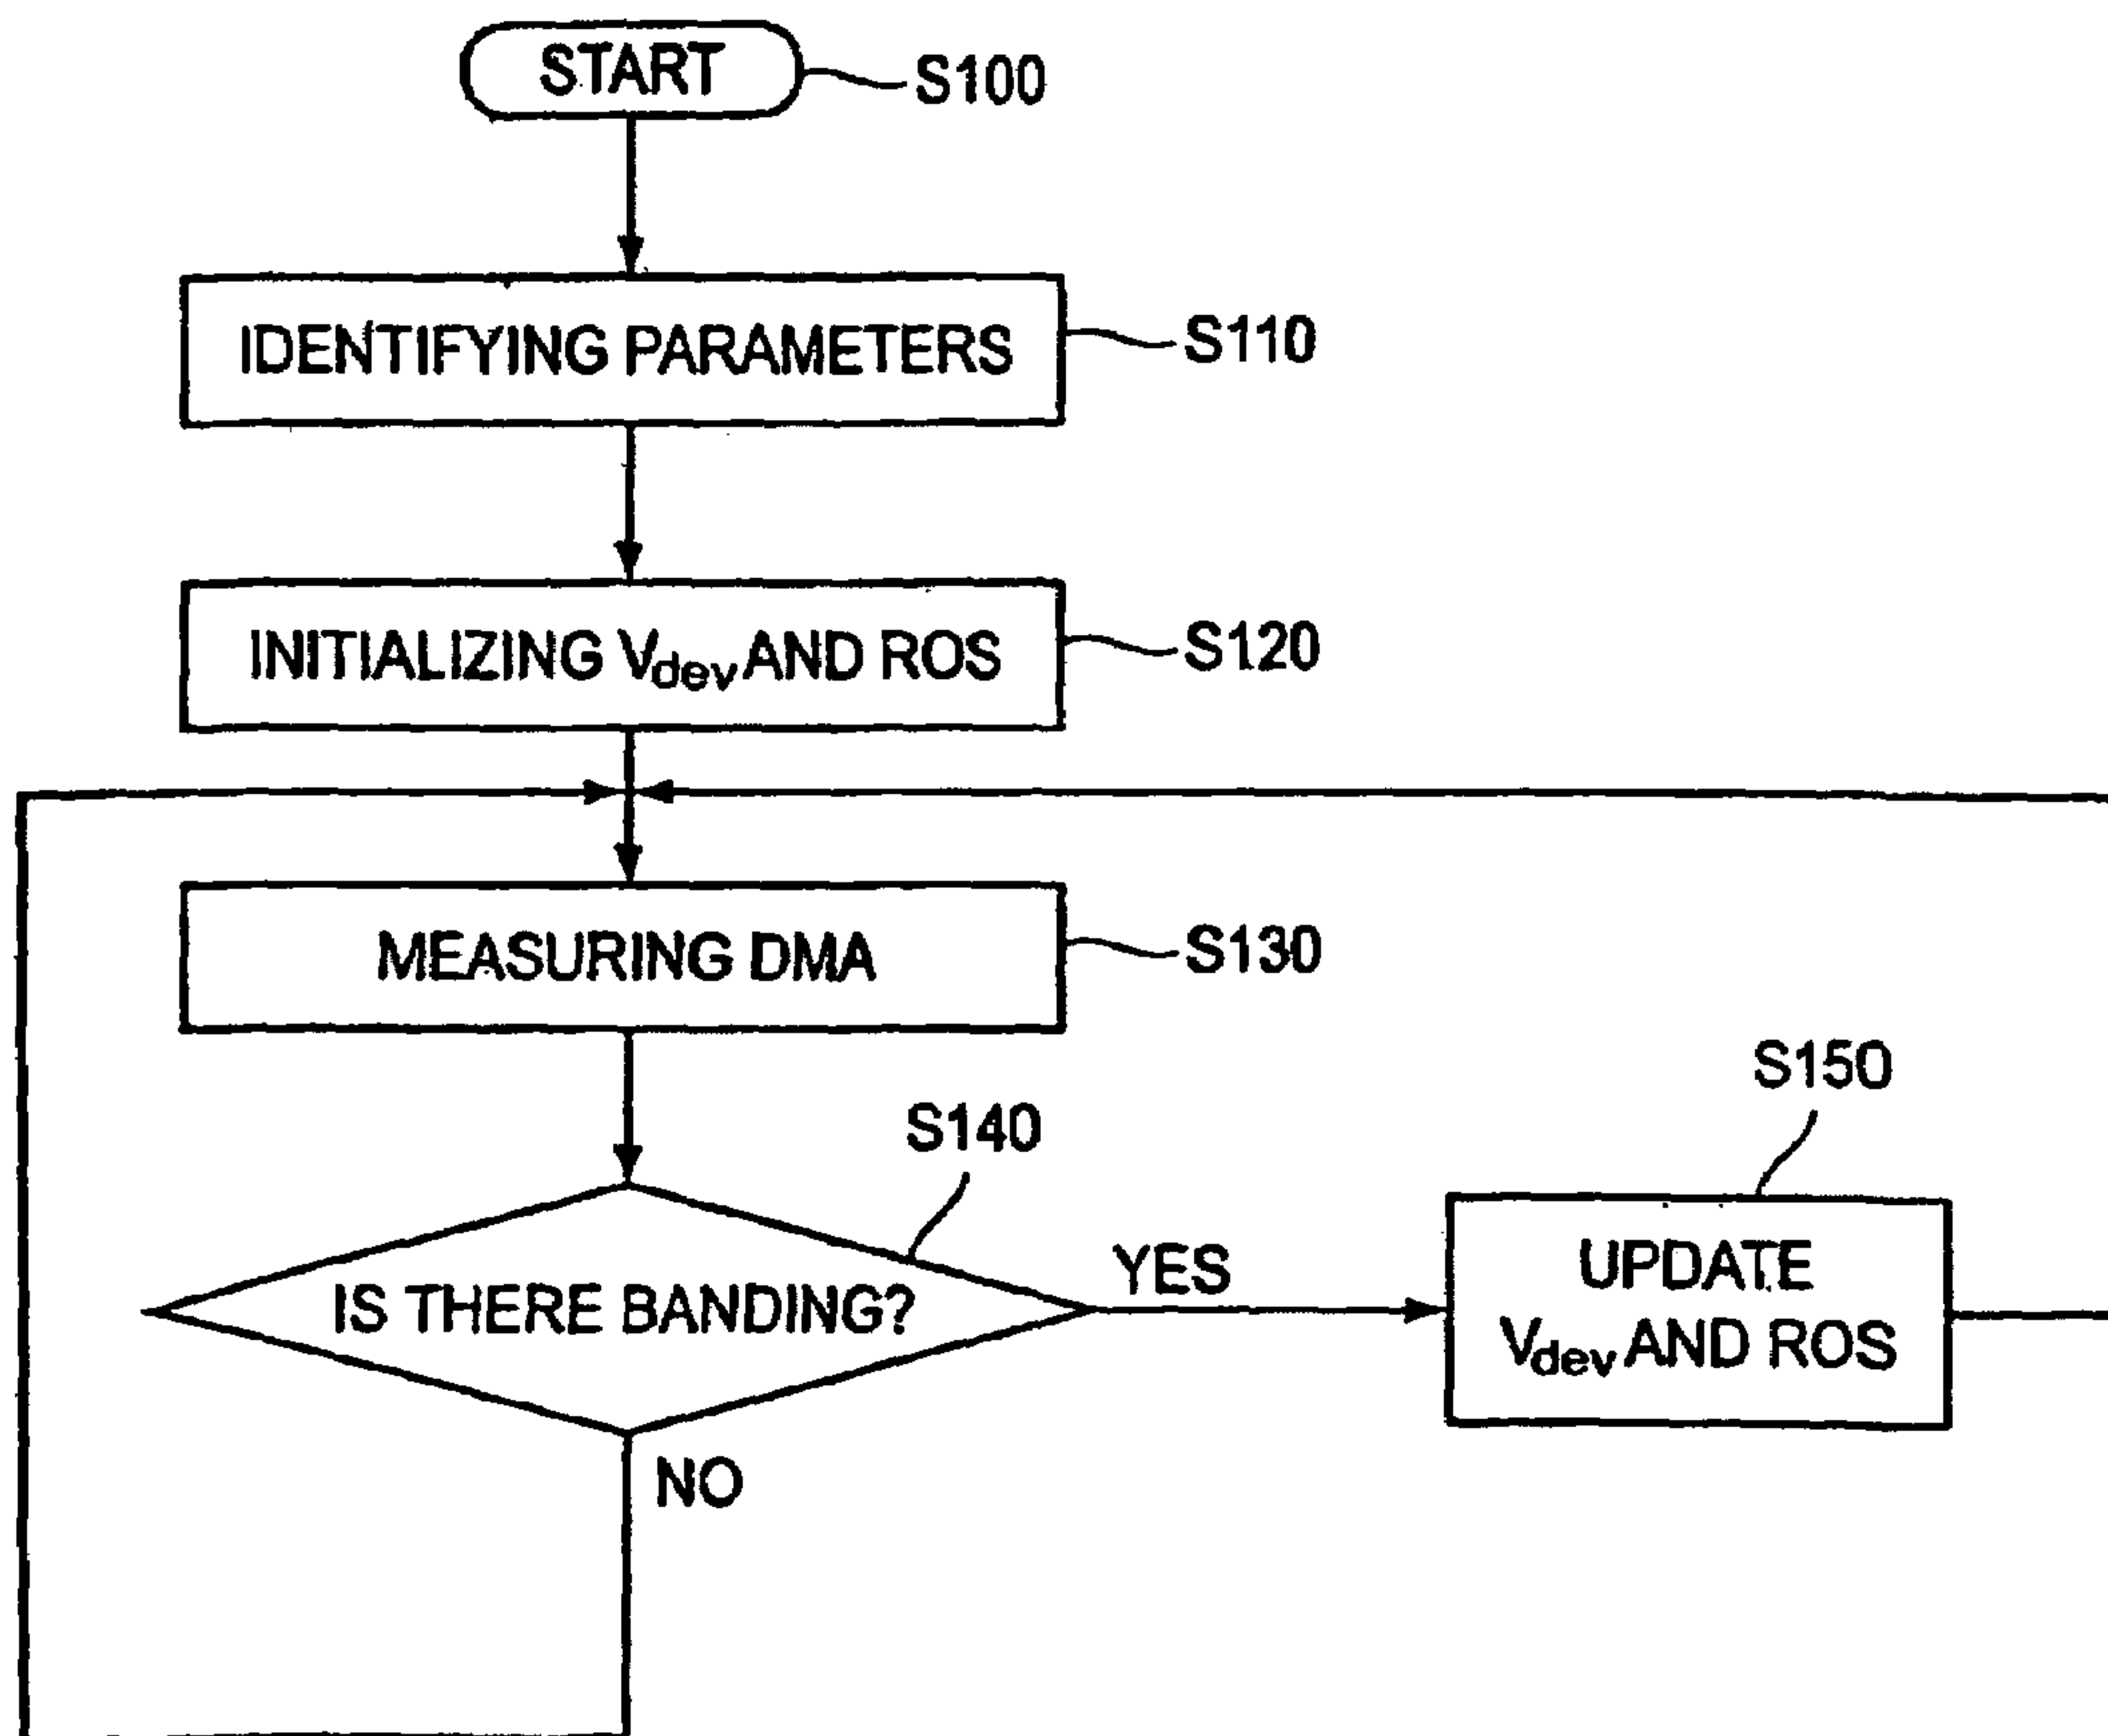 START
S100
IDENTIFYING PARAMETERS
S110
INITIALIZING Vdev AND ROS
S120
MEASURING DMA
S130
S140
IS THERE BANDING?
YES
NO
S150
UPDATE
Vdev AND ROS